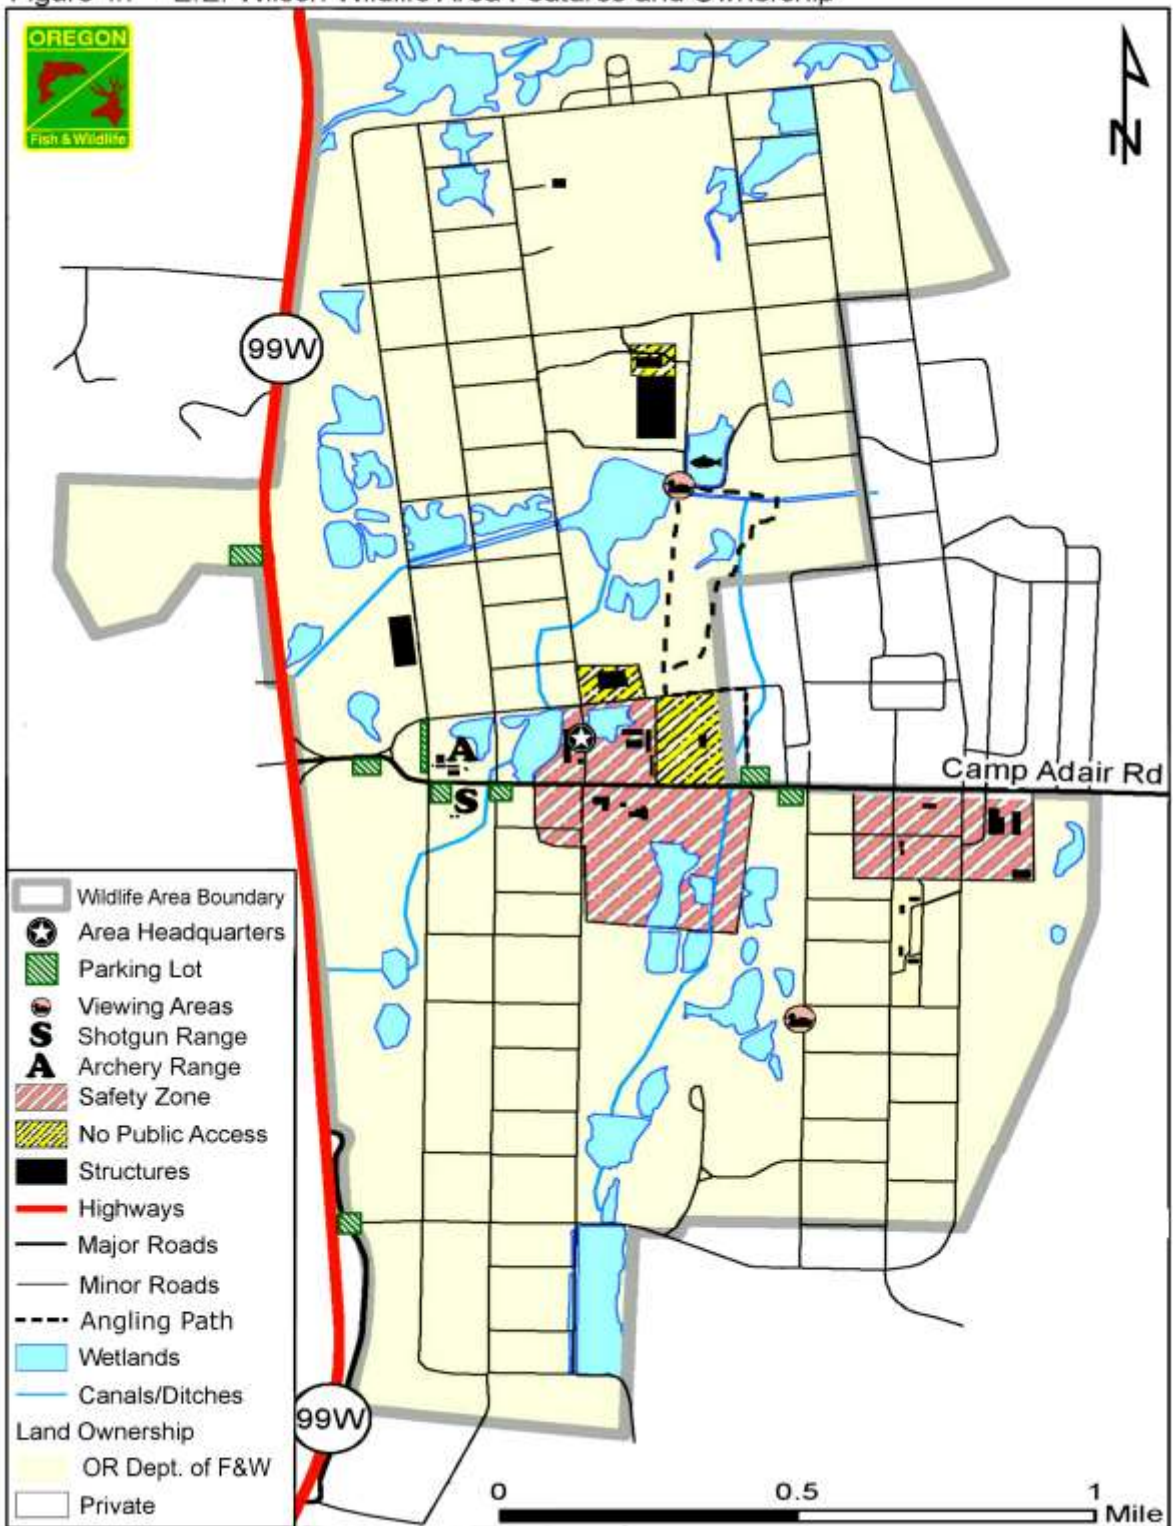 OREGON
Fish & Wildlife
N
99W
Camp Adair Rd
A
S
Wildlife Area Boundary
Area Headquarters
Parking Lot
Viewing Areas
S Shotgun Range
A Archery Range
Safety Zone
No Public Access
Structures
Highways
Major Roads
Minor Roads
Angling Path
Wetlands
Canals/Ditches
Land Ownership
OR Dept. of F&W
Private
99W
0 0.5 1
Mile